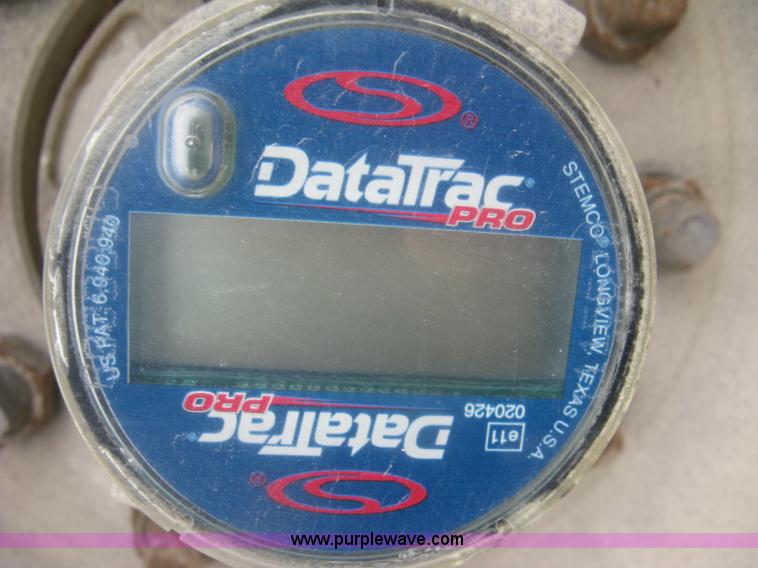 S®
DataTrac®
PRO
STEMCO® LONGVIEW, TEXAS U.S.A.
US PAT. 6,940,940
e11
020426
DataTrac®
PRO
S®
www.purplewave.com